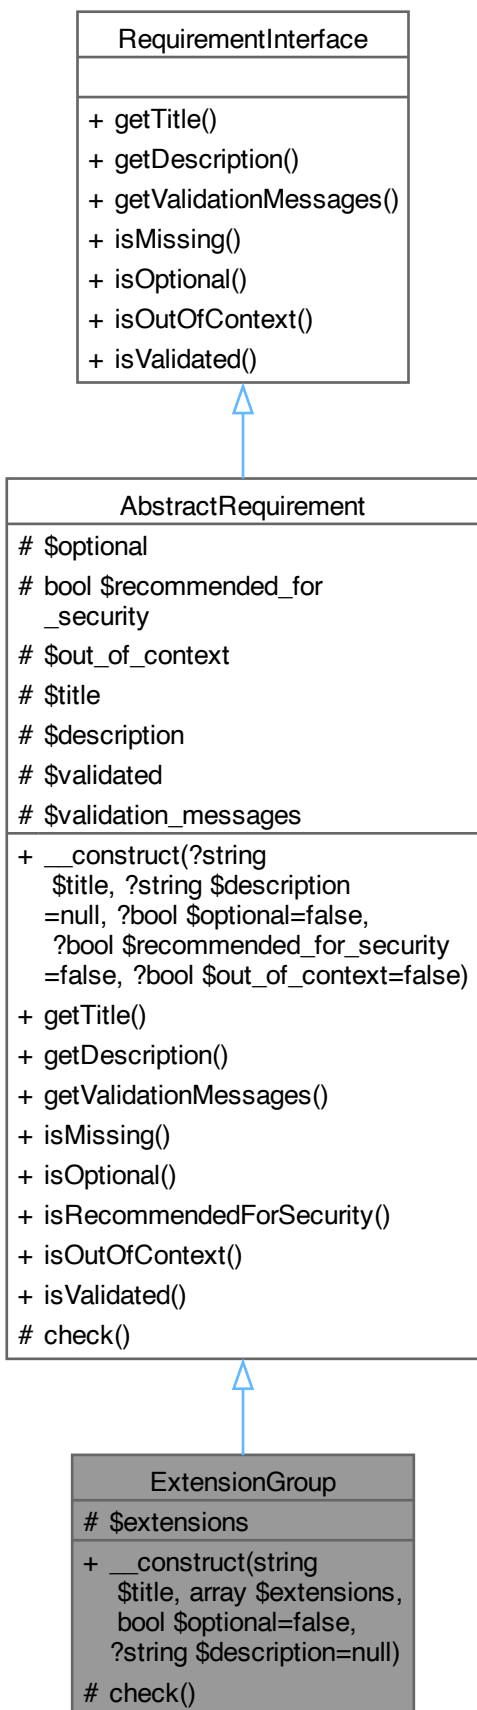 RequirementInterface
+ getTitle()
+ getDescription()
+ getValidationMessages()
+ isMissing()
+ isOptional()
+ isOutOfContext()
+ isValidated()
AbstractRequirement
# $optional
# bool $recommended_for
_security
# $out_of_context
# $title
# $description
# $validated
# $validation_messages
+ __construct(?string
$title, ?string $description
=null, ?bool $optional=false,
?bool $recommended_for_security
=false, ?bool $out_of_context=false)
+ getTitle()
+ getDescription()
+ getValidationMessages()
+ isMissing()
+ isOptional()
+ isRecommendedForSecurity()
+ isOutOfContext()
+ isValidated()
# check()
ExtensionGroup
# $extensions
+ __construct(string
$title, array $extensions,
bool $optional=false,
?string $description=null)
# check()